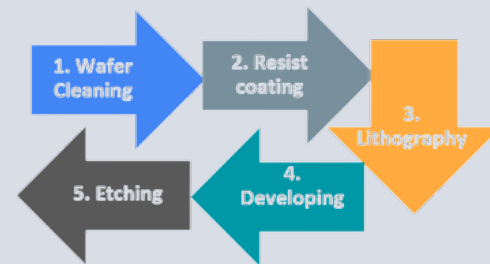 1. Wafer
Cleaning
2. Resist
coating
3.
Lithography
4.
Developing
5. Etching